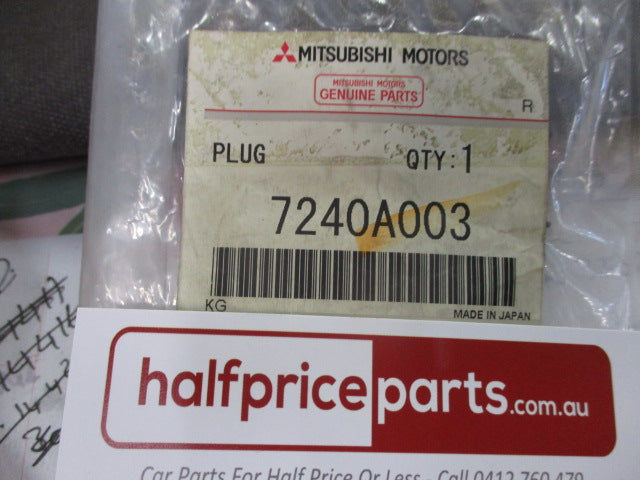 MITSUBISHI MOTORS
MITSUBISHI MOTORS
GENUINE PARTS
R
PLUG QTY:1
7240A003
KG
MADE IN JAPAN
halfpriceparts.com.au
Car Parts For Half Price Or Less - Call 0412 760 479